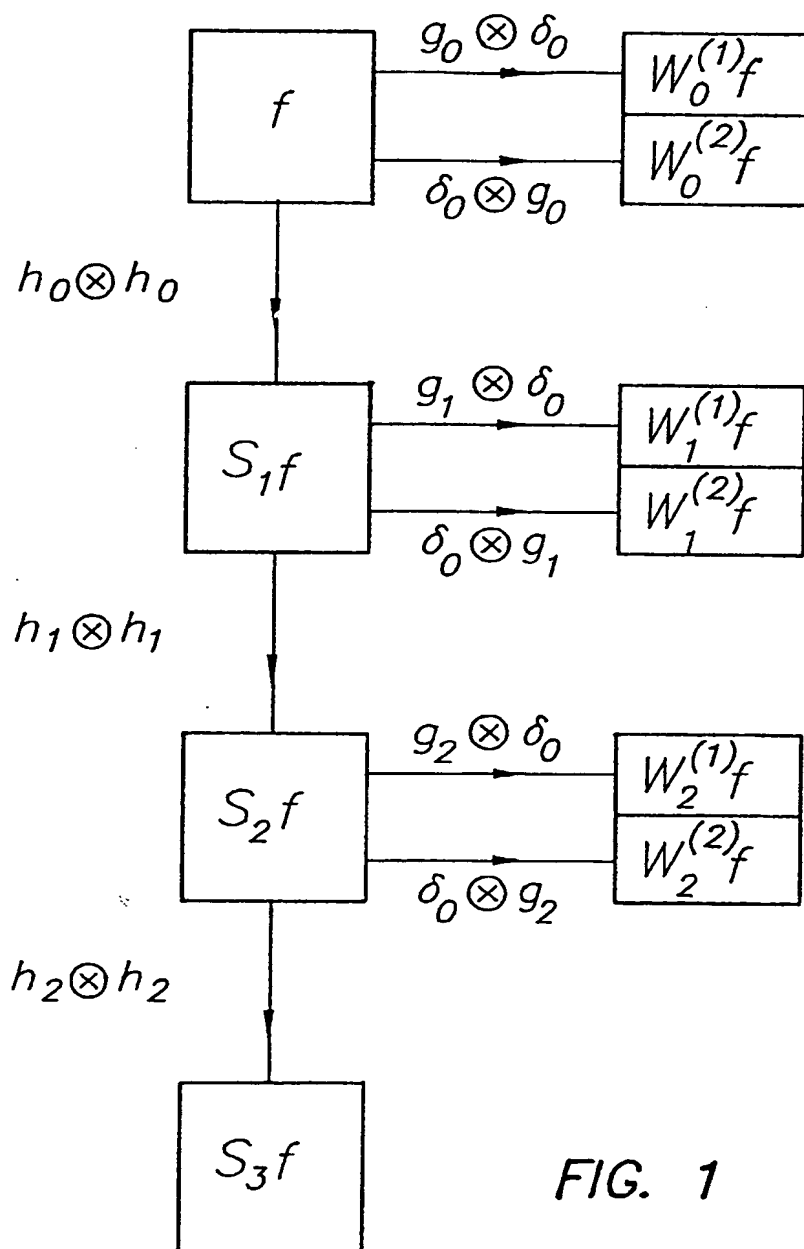 g₀ ⊗ δ₀
f
W₀⁽¹⁾f
W₀⁽²⁾f
δ₀ ⊗ g₀
h₀ ⊗ h₀
g₁ ⊗ δ₀
S₁f
W₁⁽¹⁾f
W₁⁽²⁾f
δ₀ ⊗ g₁
h₁ ⊗ h₁
g₂ ⊗ δ₀
S₂f
W₂⁽¹⁾f
W₂⁽²⁾f
δ₀ ⊗ g₂
h₂ ⊗ h₂
S₃f
FIG. 1